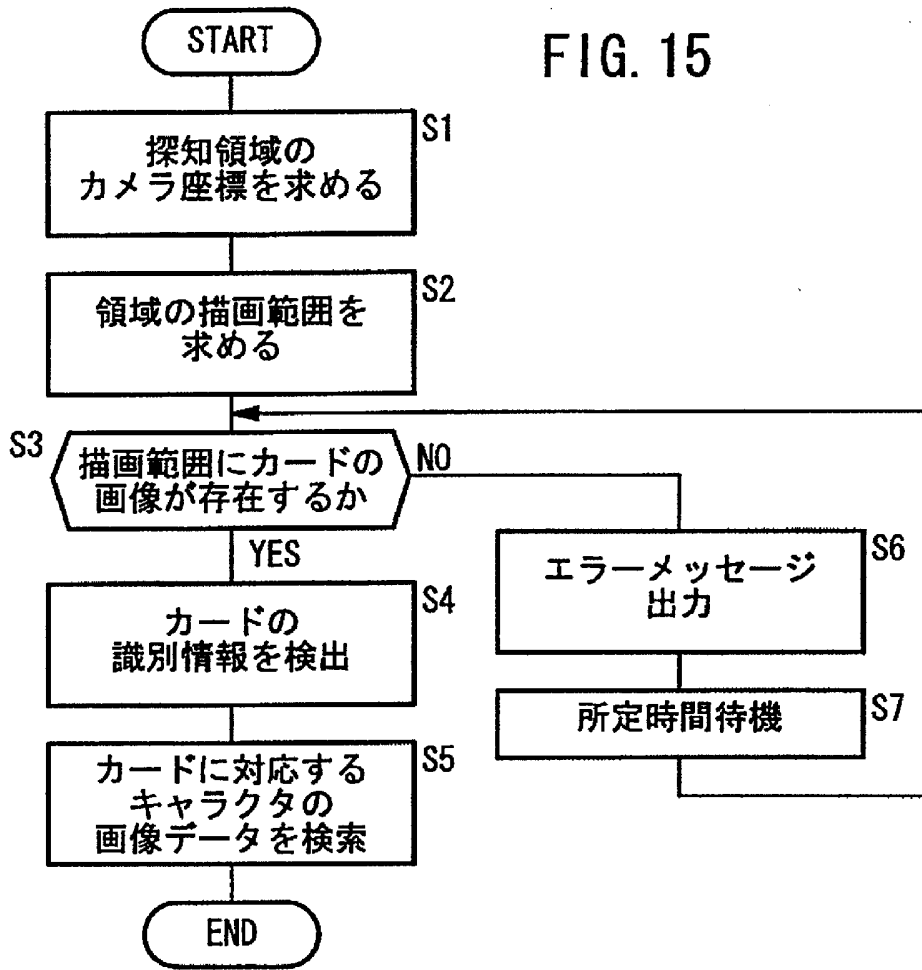 START
FIG. 15
S1
探知領域の
カメラ座標を求める
S2
領域の描画範囲を
求める
S3
描画範囲にカードの
画像が存在するか
NO
YES
S4
カードの
識別情報を検出
S6
エラーメッセージ
出力
S7
所定時間待機
S5
カードに対応する
キャラクタの
画像データを検索
END